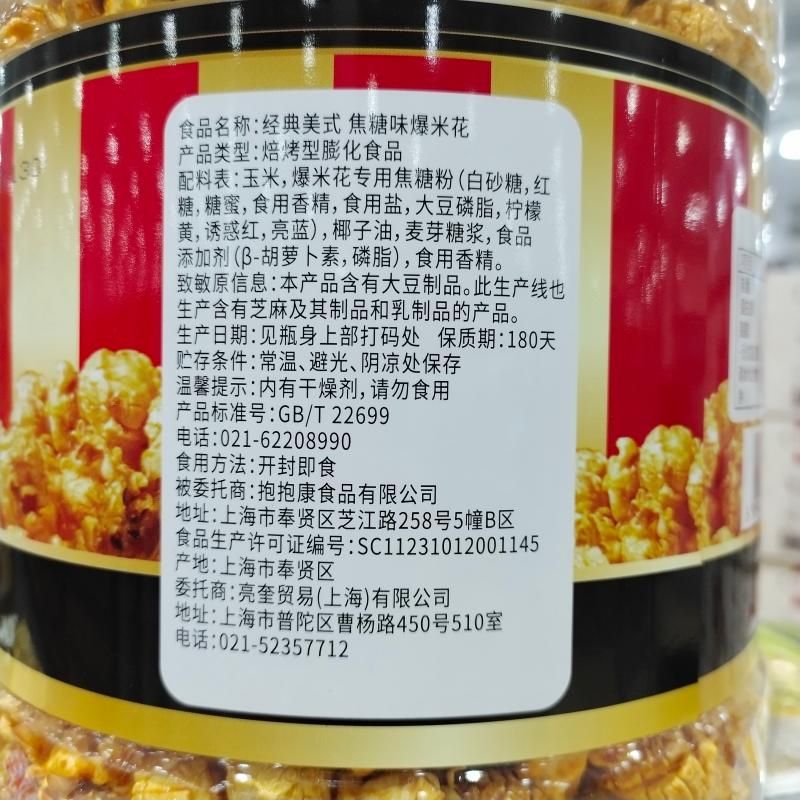 食品名称:经典美式 焦糖味爆米花
产品类型:焙烤型膨化食品
配料表:玉米,爆米花专用焦糖粉(白砂糖,红
糖,糖蜜,食用香精,食用盐,大豆磷脂,柠檬
黄,诱惑红,亮蓝),椰子油,麦芽糖浆,食品
添加剂(β-胡萝卜素,磷脂),食用香精。
致敏原信息:本产品含有大豆制品。此生产线也
生产含有芝麻及其制品和乳制品的产品。
生产日期:见瓶身上部打码处 保质期:180天
贮存条件:常温、避光、阴凉处保存
温馨提示:内有干燥剂,请勿食用
产品标准号:GB/T 22699
电话:021-62208990
食用方法:开封即食
被委托商:抱抱康食品有限公司
地址:上海市奉贤区芝江路258号5幢B区
食品生产许可证编号:SC11231012001145
产地:上海市奉贤区
委托商:亮奎贸易(上海)有限公司
地址:上海市普陀区曹杨路450号510室
电话:021-52357712